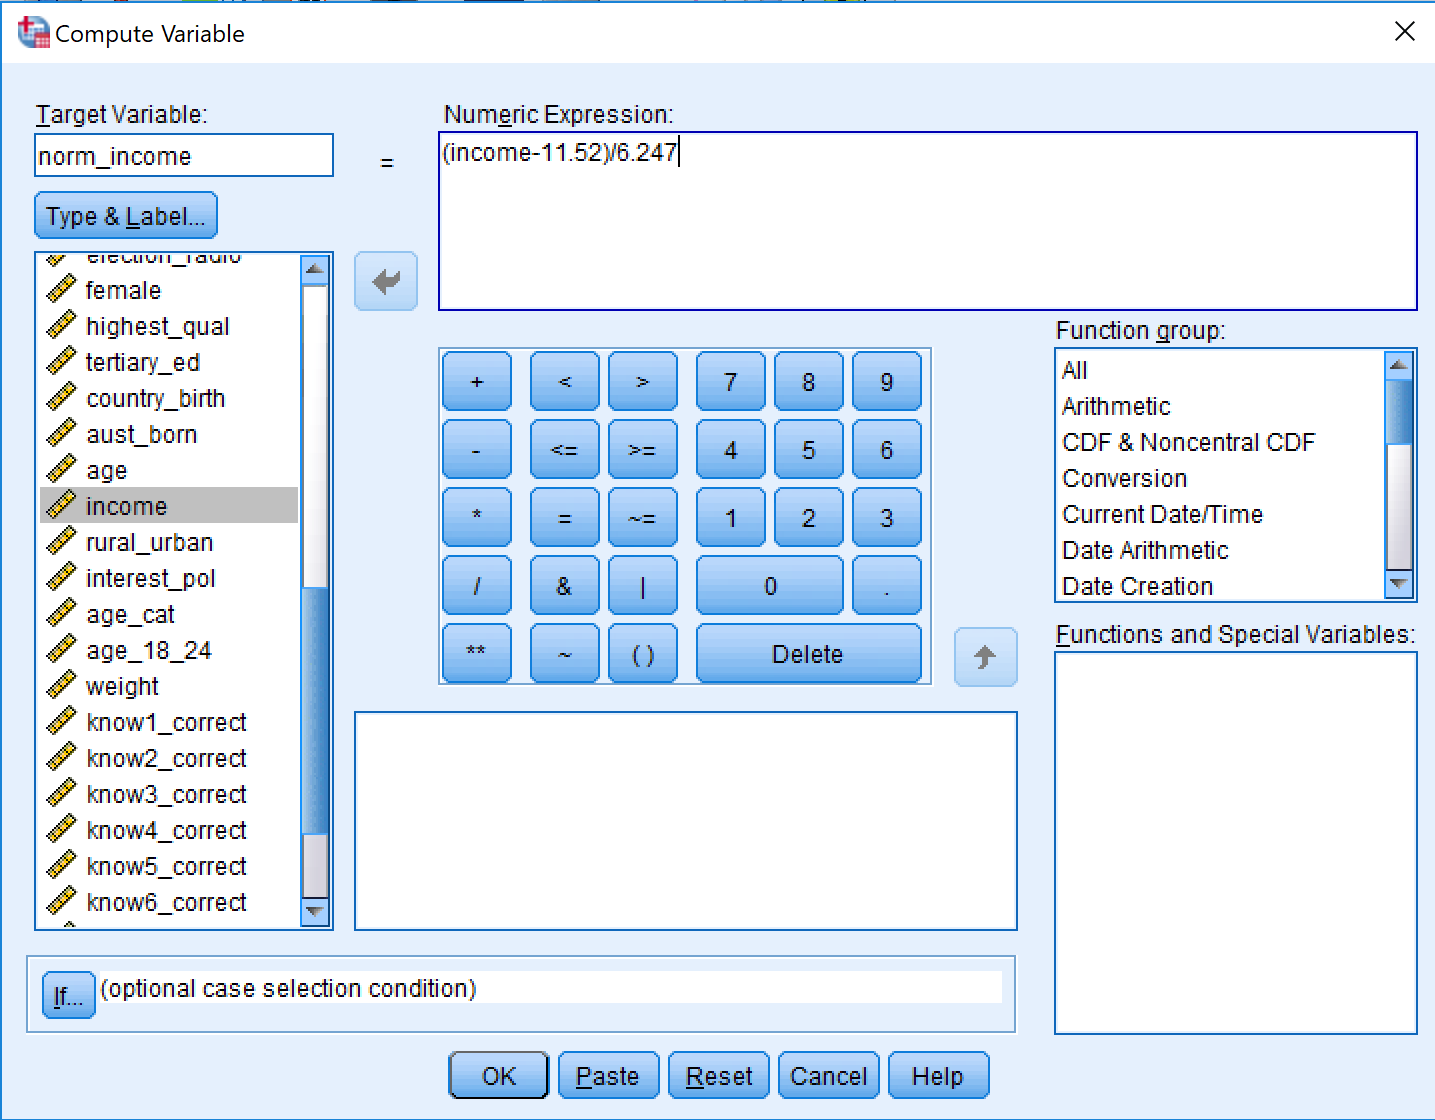 Compute Variable
Target Variable:
norm_income
=
Numeric Expression:
(income-11.52)/6.247
Type & Label...
election_radio
female
highest_qual
tertiary_ed
country_birth
aust_born
age
income
rural_urban
interest_pol
age_cat
age_18_24
weight
know1_correct
know2_correct
know3_correct
know4_correct
know5_correct
know6_correct
+ < > 7 8 9
- <= >= 4 5 6
* = ~= 1 2 3
/ & | 0 .
** ~ ( ) Delete
Function group:
All
Arithmetic
CDF & Noncentral CDF
Conversion
Current Date/Time
Date Arithmetic
Date Creation
Functions and Special Variables:
If... (optional case selection condition)
OK Paste Reset Cancel Help